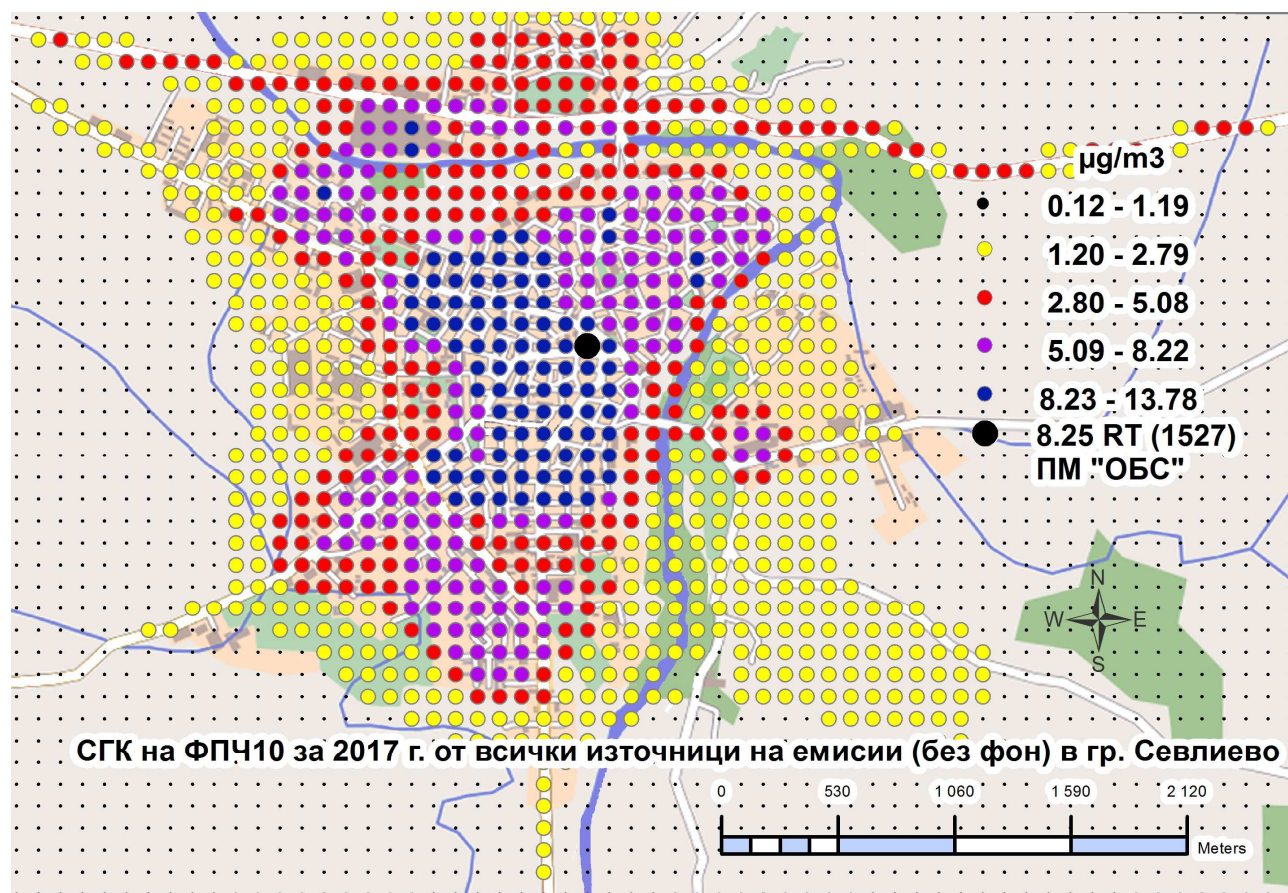 µg/m3
0.12 - 1.19
1.20 - 2.79
2.80 - 5.08
5.09 - 8.22
8.23 - 13.78
8.25 RT (1527)
ПМ "ОБС"
N
W E
S
СГК на ФПЧ10 за 2017 г. от всички източници на емисии (без фон) в гр. Севлиево
0 530 1 060 1 590 2 120
Meters